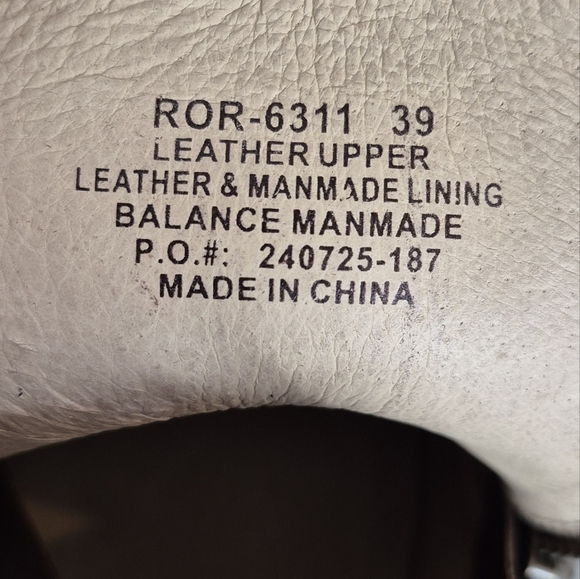 ROR-6311 39
LEATHER UPPER
LEATHER & MANMADE LINING
BALANCE MANMADE
P.O.#: 240725-187
MADE IN CHINA